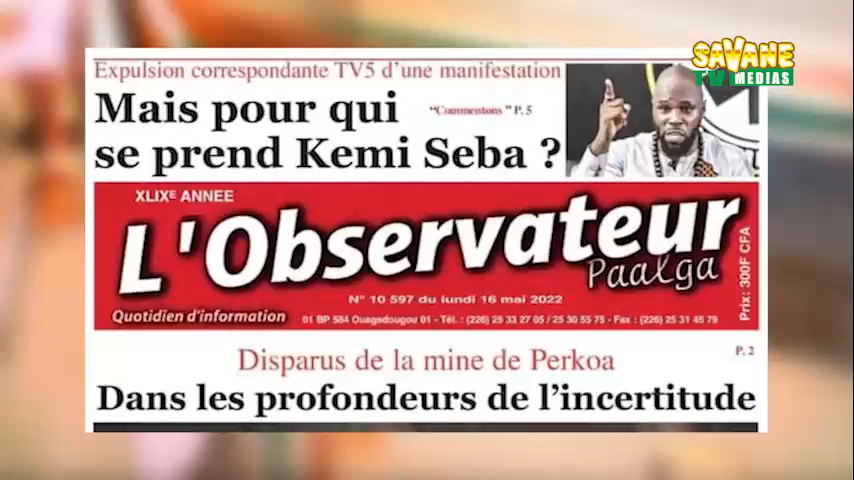 SAVANE
TV MEDIAS
Expulsion correspondante TV5 d'une manifestation
Mais pour qui
“Commentons” P. 5
se prend Kemi Seba ?
XLIXE ANNEE
L'Observateur
Paalga
Prix: 300F CFA
N° 10 597 du lundi 16 mai 2022
Quotidien d'information
01 BP 584 Ouagadougou 01 - Tél. : (226) 25 33 27 05 / 25 30 55 75 - Fax : (226) 25 31 45 79
P. 2
Disparus de la mine de Perkoa
Dans les profondeurs de l'incertitude